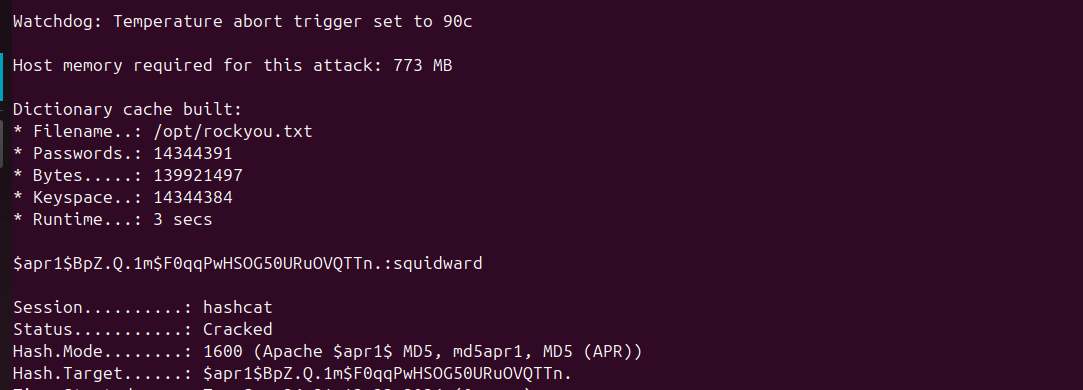 Watchdog: Temperature abort trigger set to 90c
Host memory required for this attack: 773 MB
Dictionary cache built:
* Filename..: /opt/rockyou.txt
* Passwords.: 14344391
* Bytes.....: 139921497
* Keyspace..: 14344384
* Runtime...: 3 secs
$apr1$BpZ.Q.1m$F0qqPwHSOG50URuOVQTTn.:squidward
Session..........: hashcat
Status...........: Cracked
Hash.Mode........: 1600 (Apache $apr1$ MD5, md5apr1, MD5 (APR))
Hash.Target......: $apr1$BpZ.Q.1m$F0qqPwHSOG50URuOVQTTn.